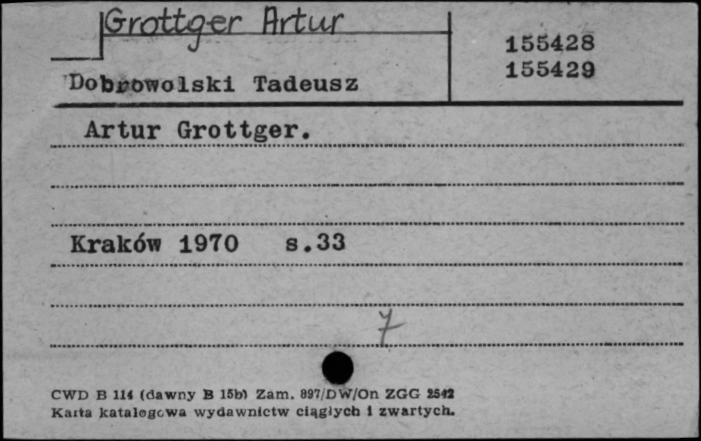 Grottger Artur
155428
155429
Dobrowolski Tadeusz
Artur Grottger.
Kraków 1970 s.33
7
CWD B 114 (dawny B 15b) Zam. 897/DW/On ZGG 2542
Karta katalogowa wydawnictw ciągłych i zwartych.